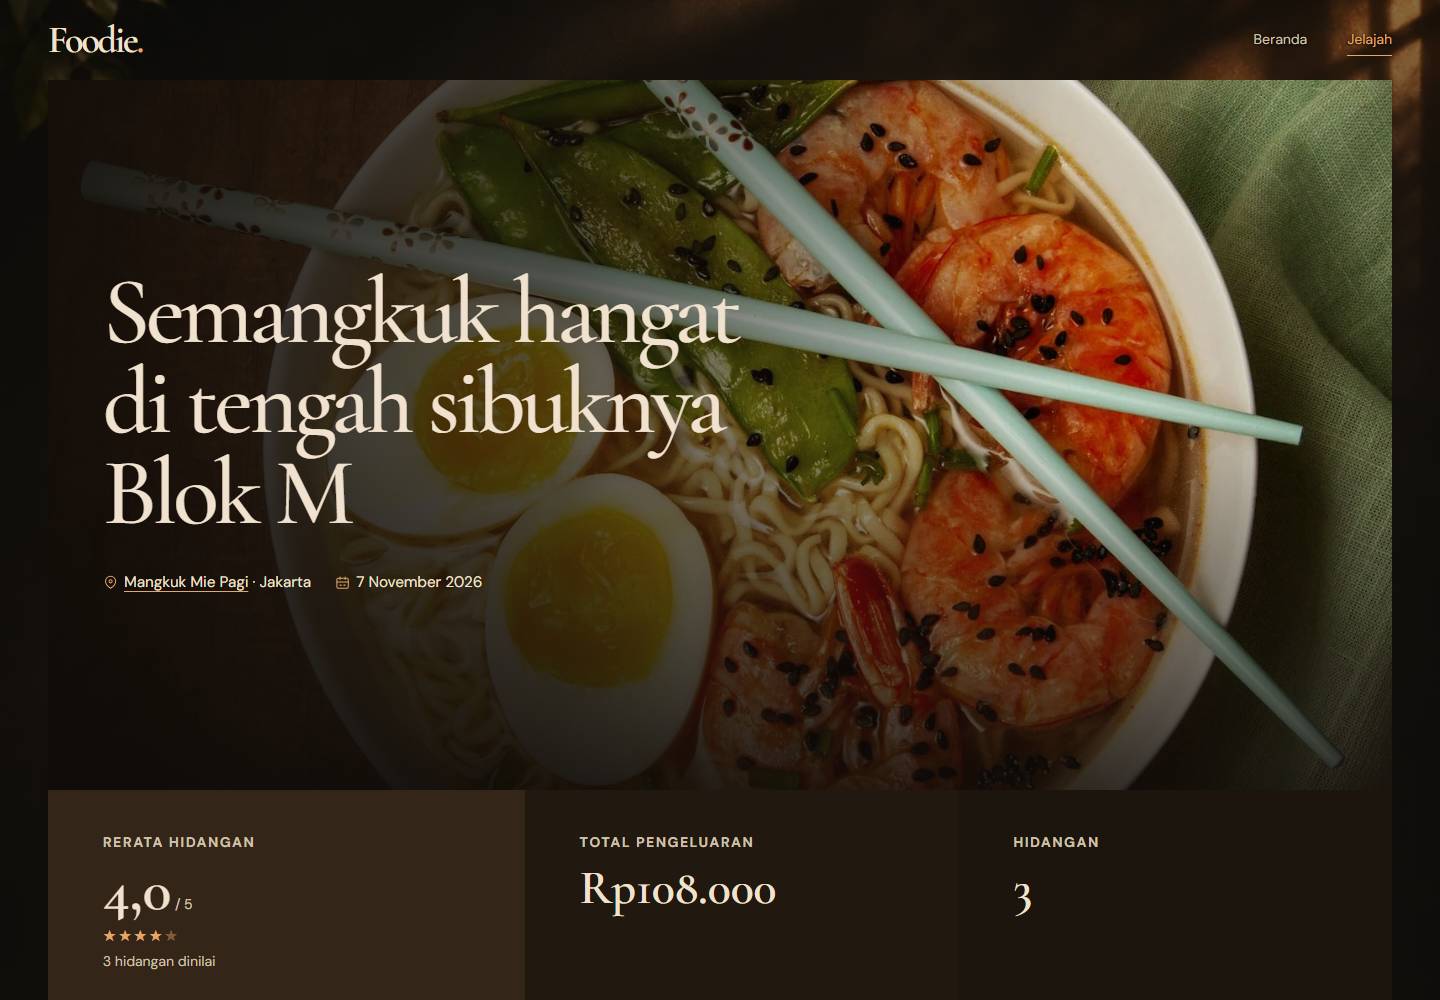 Foodie.
Beranda
Jelajah
Semangkuk hangat
di tengah sibuknya
Blok M
Mangkuk Mie Pagi · Jakarta
7 November 2026
RERATA HIDANGAN
4,0 / 5
★★★★★
3 hidangan dinilai
TOTAL PENGELUARAN
Rp108.000
HIDANGAN
3